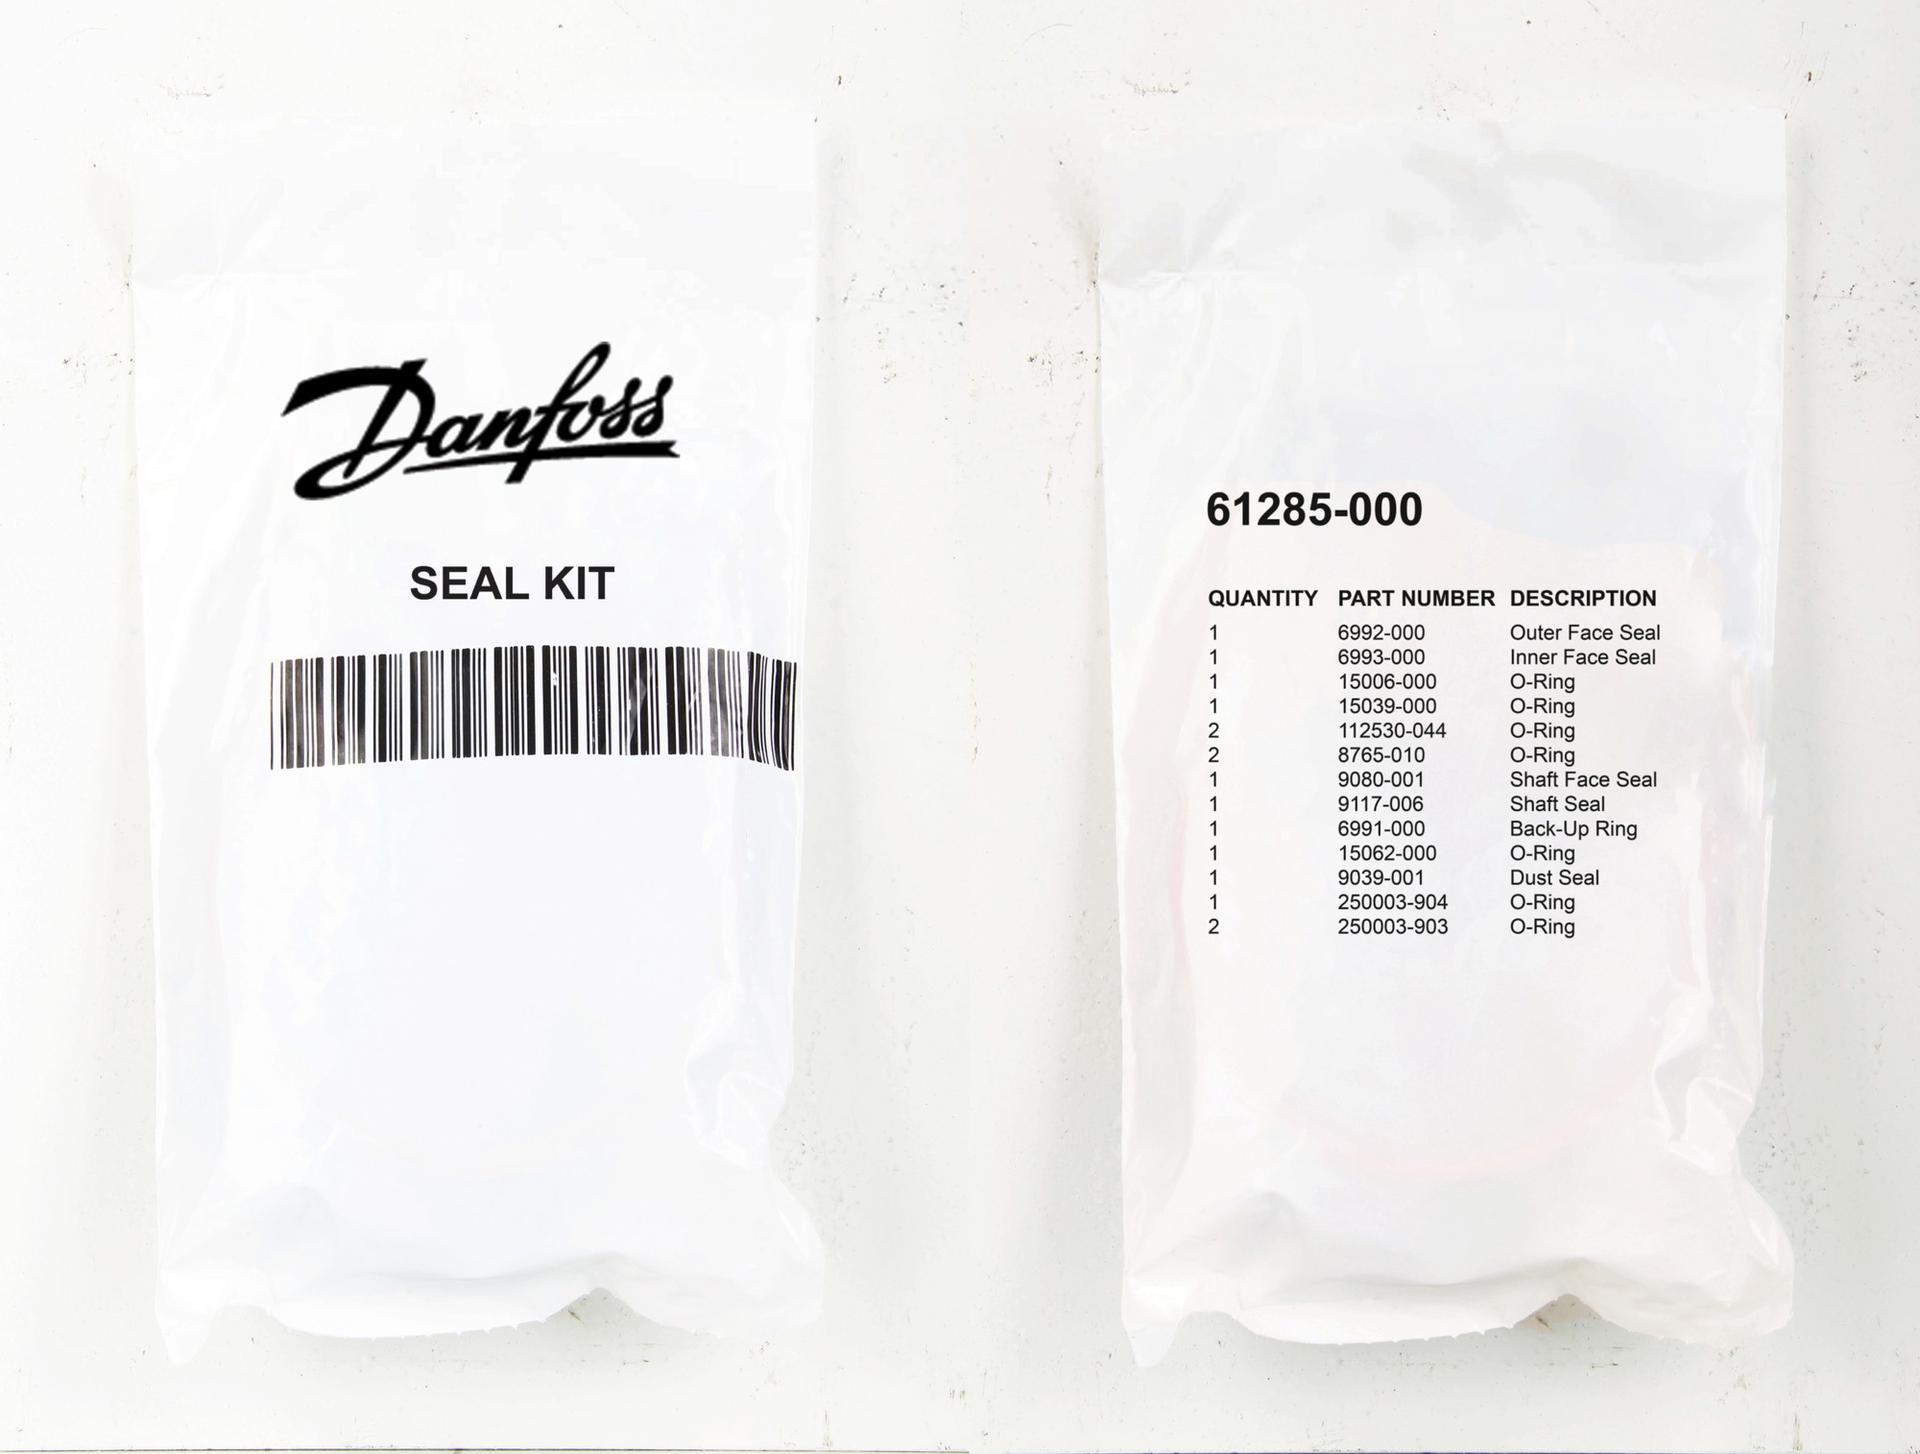 Danfoss
SEAL KIT
61285-000
QUANTITY PART NUMBER DESCRIPTION
1 6992-000 Outer Face Seal
1 6993-000 Inner Face Seal
1 15006-000 O-Ring
1 15039-000 O-Ring
2 112530-044 O-Ring
2 8765-010 O-Ring
1 9080-001 Shaft Face Seal
1 9117-006 Shaft Seal
1 6991-000 Back-Up Ring
1 15062-000 O-Ring
1 9039-001 Dust Seal
1 250003-904 O-Ring
2 250003-903 O-Ring